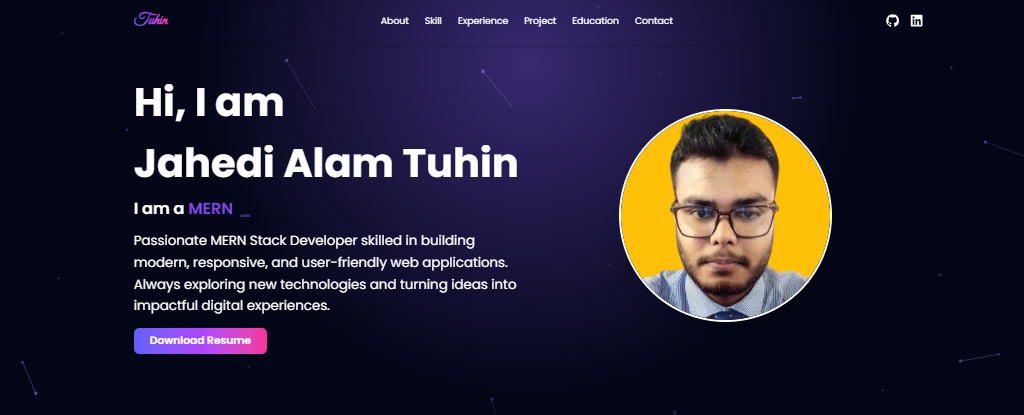 Tuhin
About Skill Experience Project Education Contact
Hi, I am
Jahedi Alam Tuhin
I am a MERN _
Passionate MERN Stack Developer skilled in building
modern, responsive, and user-friendly web applications.
Always exploring new technologies and turning ideas into
impactful digital experiences.
Download Resume